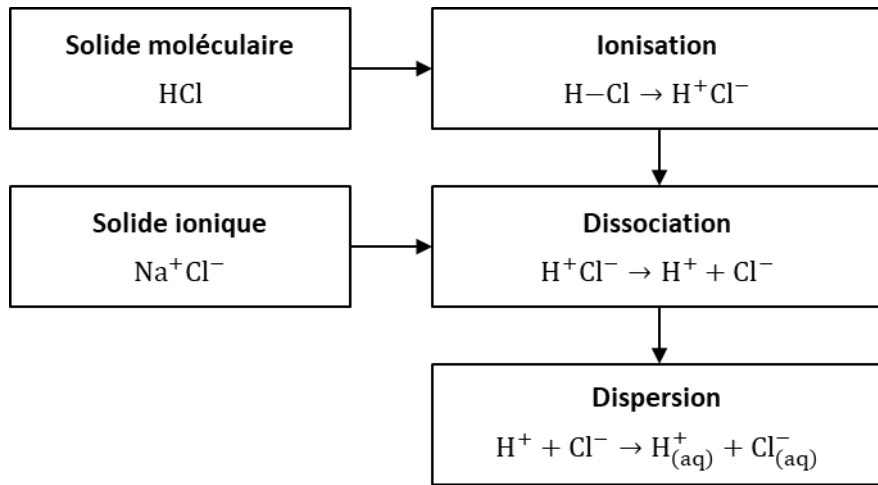 Solide moléculaire
HCl
Ionisation
H−Cl → H⁺Cl⁻
Solide ionique
Na⁺Cl⁻
Dissociation
H⁺Cl⁻ → H⁺ + Cl⁻
Dispersion
H⁺ + Cl⁻ → H⁺₍aq₎ + Cl⁻₍aq₎